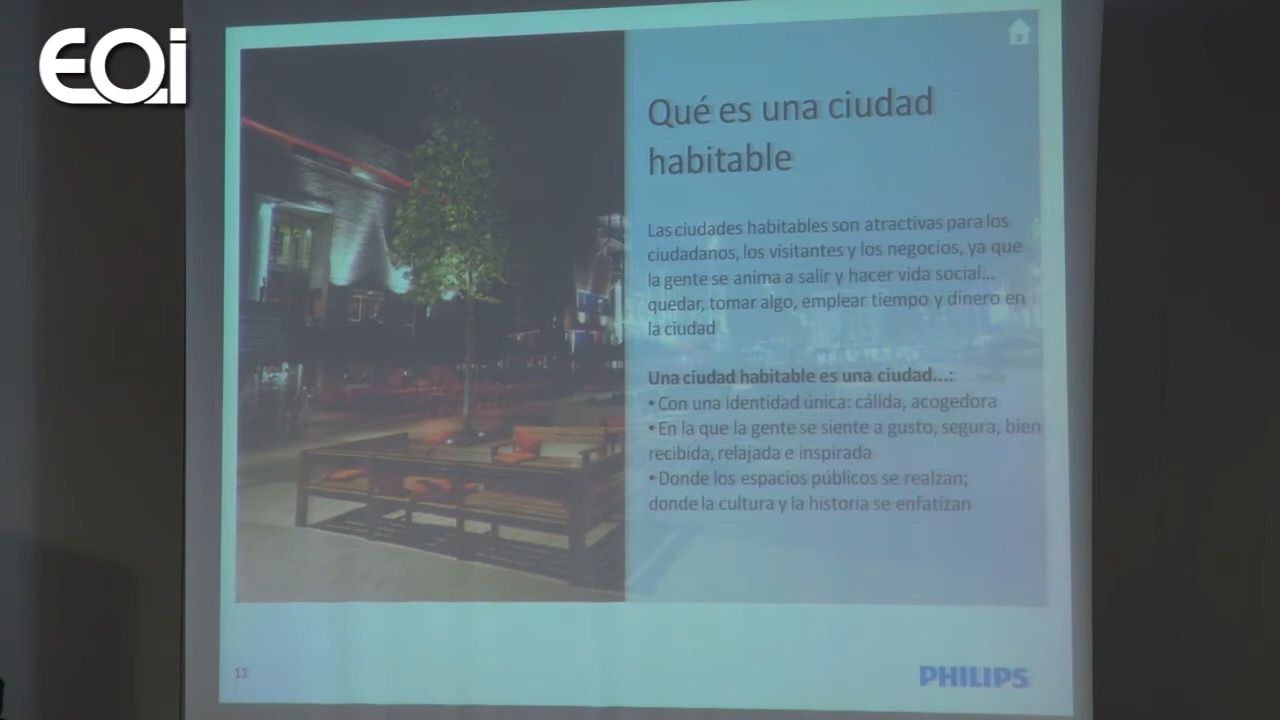 EOi
Qué es una ciudad
habitable
Las ciudades habitables son atractivas para los
ciudadanos, los visitantes y los negocios, ya que
la gente se anima a salir y hacer vida social...
quedar, tomar algo, emplear tiempo y dinero en
la ciudad
Una ciudad habitable es una ciudad...:
• Con una identidad única: cálida, acogedora
• En la que la gente se siente a gusto, segura, bien
recibida, relajada e inspirada
• Donde los espacios públicos se realzan;
donde la cultura y la historia se enfatizan
11
PHILIPS